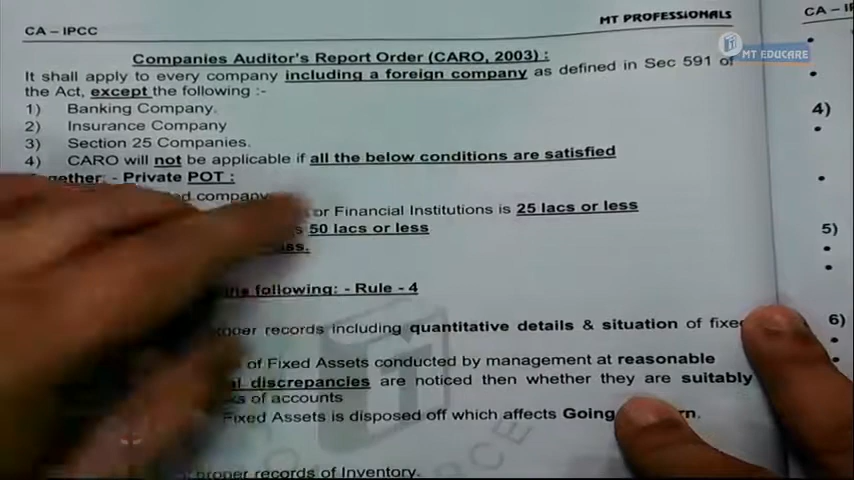 CA – IPCC
MT PROFESSIONALS
CA – IP
MT EDUCARE
Companies Auditor's Report Order (CARO, 2003) :
It shall apply to every company including a foreign company as defined in Sec 591 of
the Act, except the following :-
1) Banking Company.
2) Insurance Company
3) Section 25 Companies.
4) CARO will not be applicable if all the below conditions are satisfied
together: - Private POT :
company
or Financial Institutions is 25 lacs or less
50 lacs or less
following: - Rule - 4
proper records including quantitative details & situation of
of Fixed Assets conducted by management at reasonable
discrepancies are noticed then whether they are suitably
of accounts
Fixed Assets is disposed off which affects Going
proper records of Inventory.
4)
5)
6)